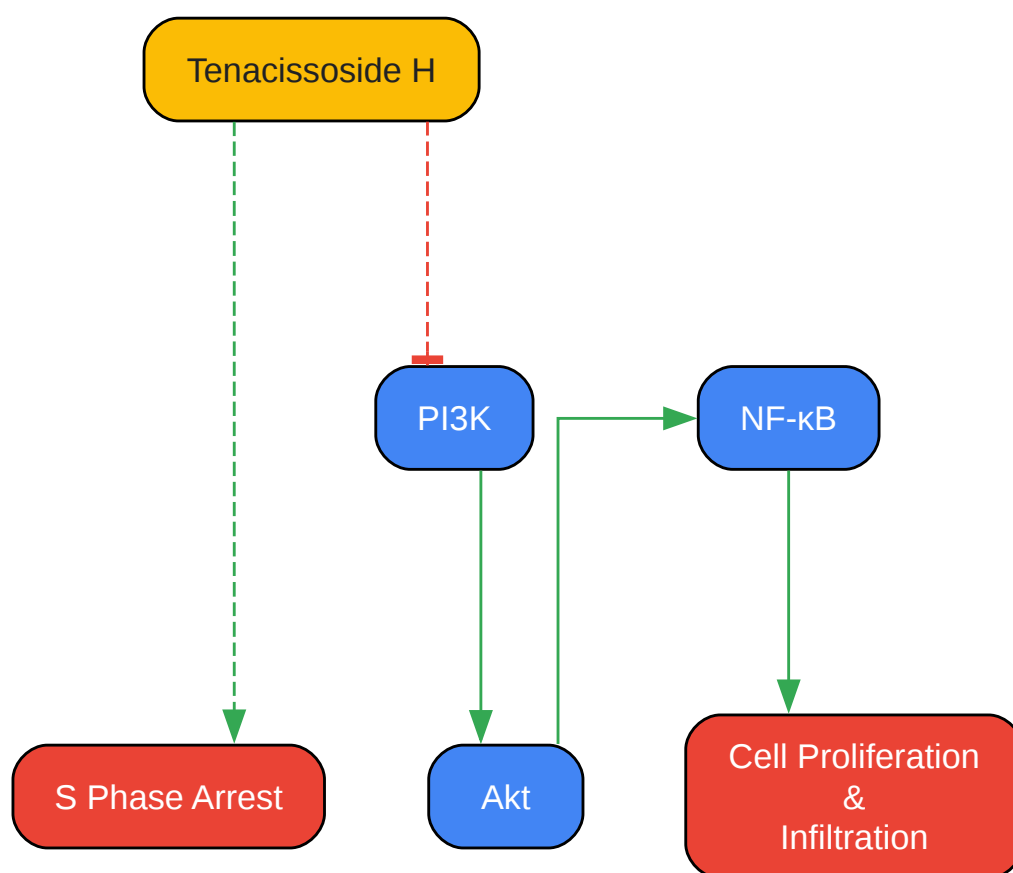 Tenacissoside H
PI3K
NF-κB
S Phase Arrest
Akt
Cell Proliferation
&
Infiltration